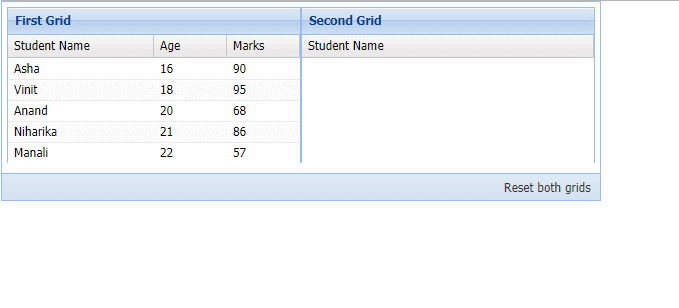 First Grid Second Grid
Student Name Age Marks Student Name
Asha 16 90
Vinit 18 95
Anand 20 68
Niharika 21 86
Manali 22 57
Reset both grids